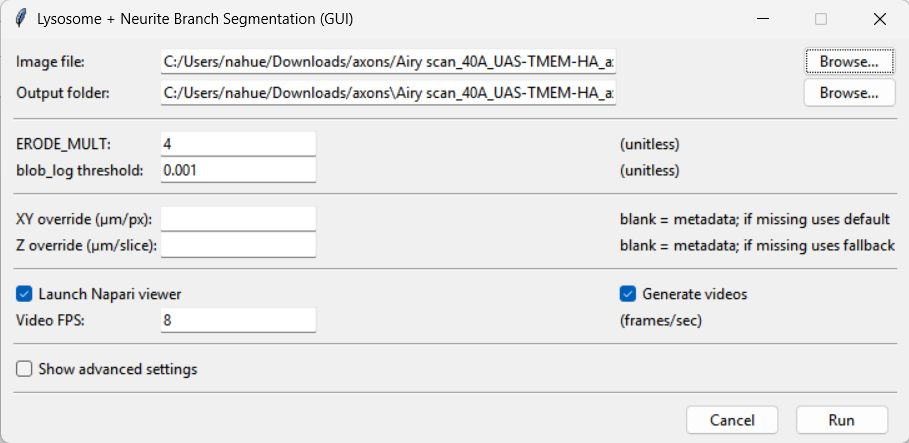 Lysosome + Neurite Branch Segmentation (GUI)
Image file: C:/Users/nahue/Downloads/axons/Airy scan_40A_UAS-TMEM-HA_a Browse...
Output folder: C:/Users/nahue/Downloads/axons\Airy scan_40A_UAS-TMEM-HA_a Browse...
ERODE_MULT: 4 (unitless)
blob_log threshold: 0.001 (unitless)
XY override (µm/px): blank = metadata; if missing uses default
Z override (µm/slice): blank = metadata; if missing uses fallback
Launch Napari viewer Generate videos
Video FPS: 8 (frames/sec)
Show advanced settings
Cancel Run